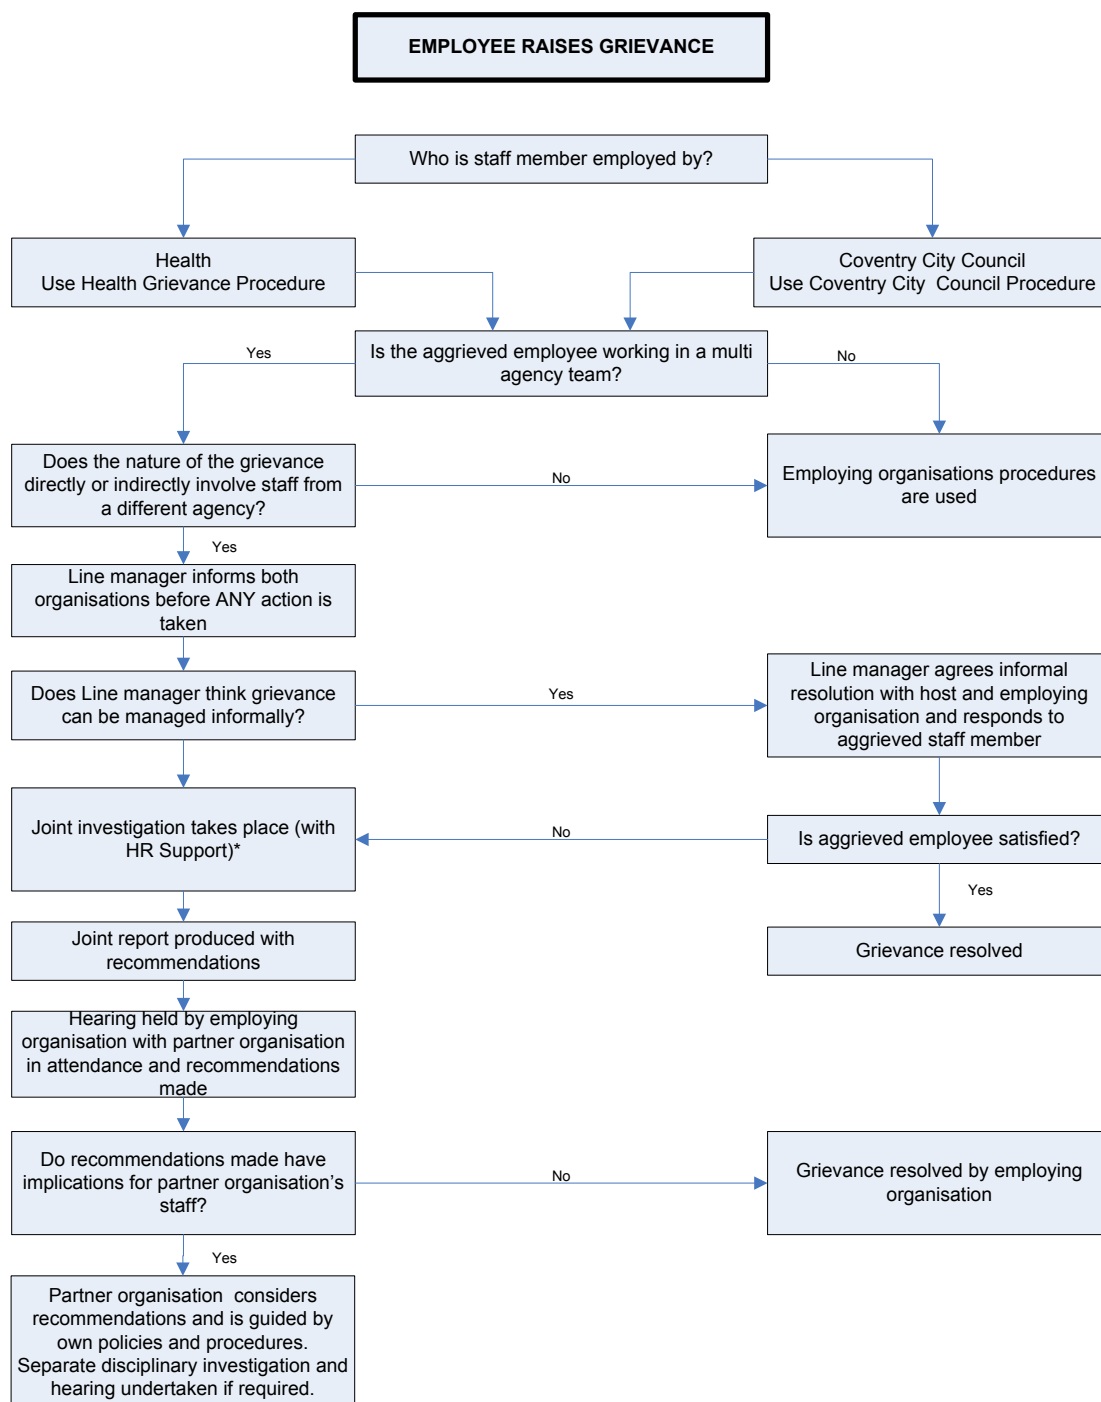 EMPLOYEE RAISES GRIEVANCE
Who is staff member employed by?
Health
Use Health Grievance Procedure
Coventry City Council
Use Coventry City  Council Procedure
Is the aggrieved employee working in a multi
agency team?
Yes
No
Does the nature of the grievance
directly or indirectly involve staff from
a different agency?
No
Employing organisations procedures
are used
Yes
Line manager informs both
organisations before ANY action is
taken
Does Line manager think grievance
can be managed informally?
Yes
Line manager agrees informal
resolution with host and employing
organisation and responds to
aggrieved staff member
Joint investigation takes place (with
HR Support)*
No
Is aggrieved employee satisfied?
Yes
Joint report produced with
recommendations
Grievance resolved
Hearing held by employing
organisation with partner organisation
in attendance and recommendations
made
Do recommendations made have
implications for partner organisation’s
staff?
No
Grievance resolved by employing
organisation
Yes
Partner organisation  considers
recommendations and is guided by
own policies and procedures.
Separate disciplinary investigation and
hearing undertaken if required.